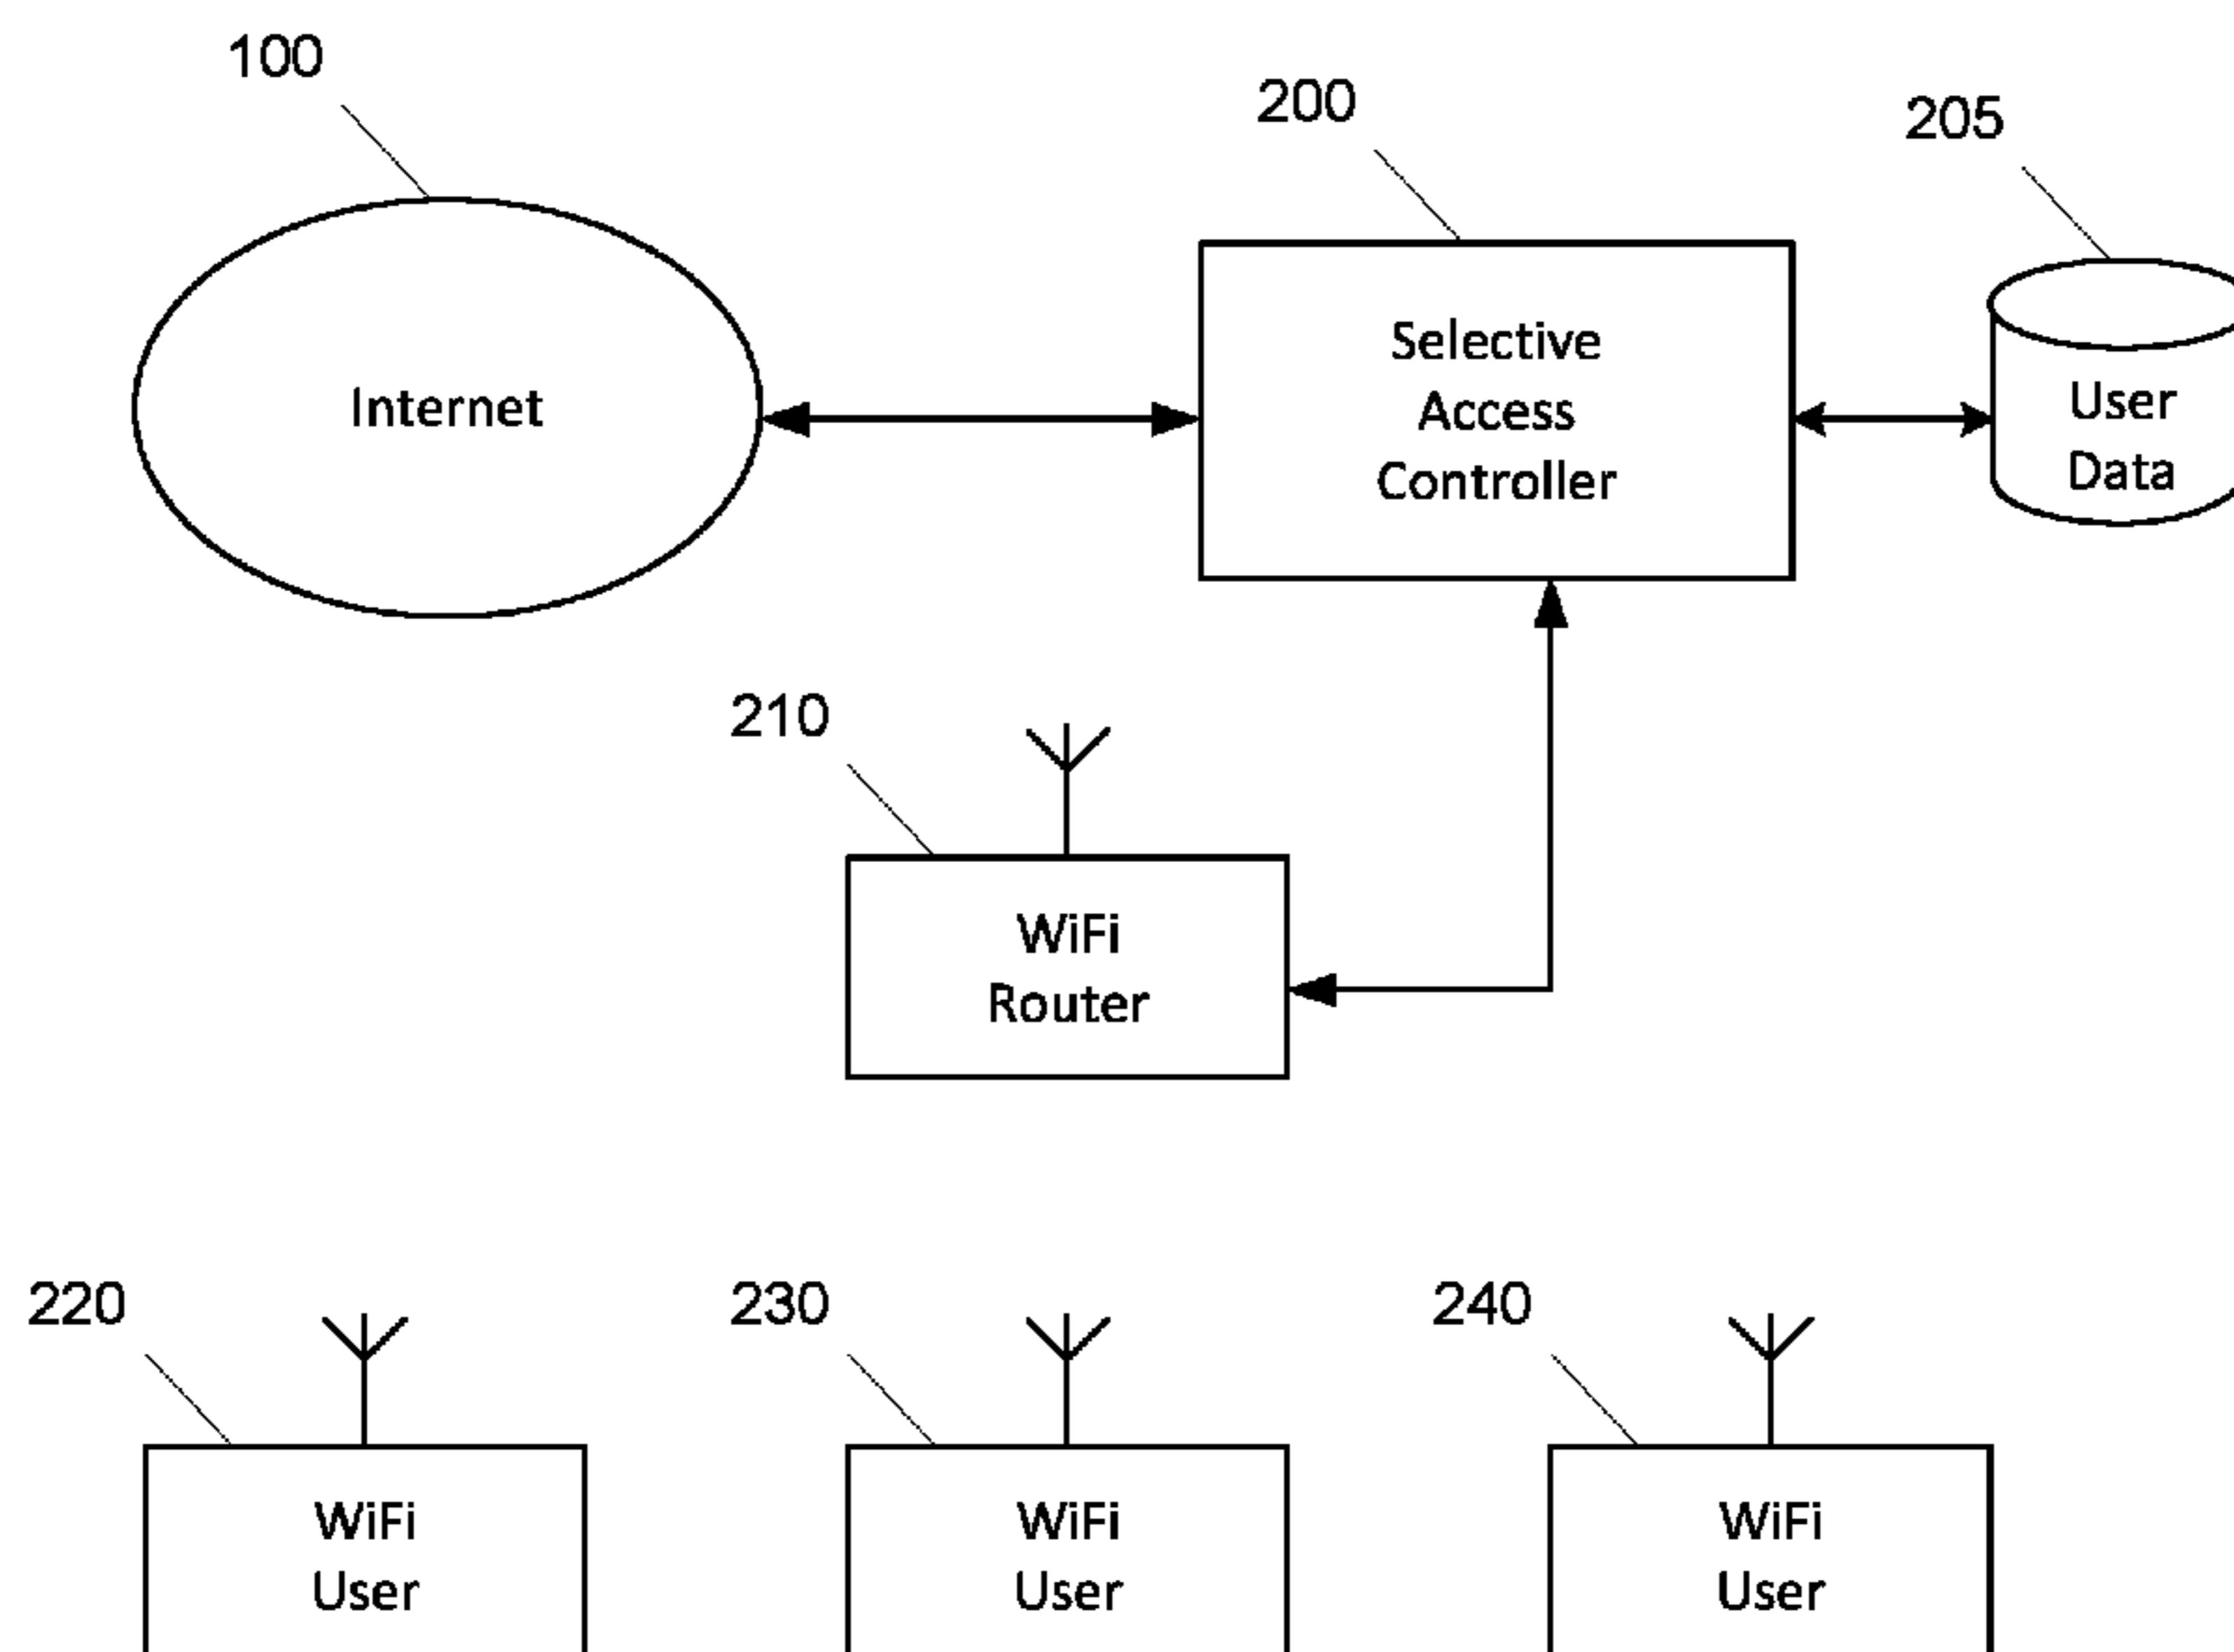 100
200
205
Internet
Selective
Access
Controller
User
Data
210
WiFi
Router
220
230
240
WiFi
User
WiFi
User
WiFi
User